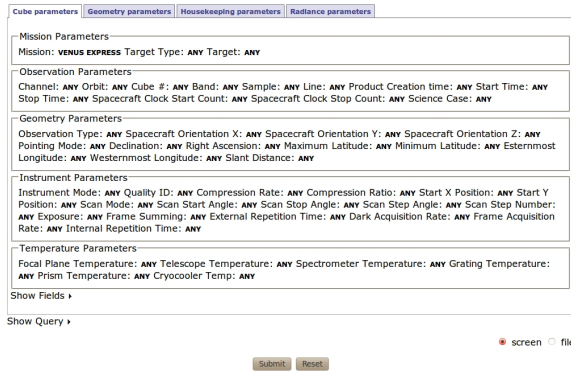 Cube parameters Geometry parameters Housekeeping parameters Radiance parameters
Mission Parameters
Mission: VENUS EXPRESS Target Type: ANY Target: ANY
Observation Parameters
Channel: ANY Orbit: ANY Cube #: ANY Band: ANY Sample: ANY Line: ANY Product Creation time: ANY Start Time: ANY
Stop Time: ANY Spacecraft Clock Start Count: ANY Spacecraft Clock Stop Count: ANY Science Case: ANY
Geometry Parameters
Observation Type: ANY Spacecraft Orientation X: ANY Spacecraft Orientation Y: ANY Spacecraft Orientation Z: ANY
Pointing Mode: ANY Declination: ANY Right Ascension: ANY Maximum Latitude: ANY Minimum Latitude: ANY Esternmost
Longitude: ANY Westernmost Longitude: ANY Slant Distance: ANY
Instrument Parameters
Instrument Mode: ANY Quality ID: ANY Compression Rate: ANY Compression Ratio: ANY Start X Position: ANY Start Y
Position: ANY Scan Mode: ANY Scan Start Angle: ANY Scan Stop Angle: ANY Scan Step Angle: ANY Scan Step Number:
ANY Exposure: ANY Frame Summing: ANY External Repetition Time: ANY Dark Acquisition Rate: ANY Frame Acquisition
Rate: ANY Internal Repetition Time: ANY
Temperature Parameters
Focal Plane Temperature: ANY Telescope Temperature: ANY Spectrometer Temperature: ANY Grating Temperature:
ANY Prism Temperature: ANY Cryocooler Temp: ANY
Show Fields
Show Query
screen file
Submit Reset